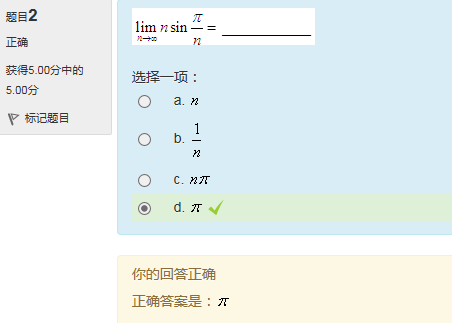 题目2
正确
获得5.00分中的
5.00分
标记题目
lim n→∞ n sin π/n = ________
选择一项：
a. n
b. 1/n
c. nπ
d. π
你的回答正确
正确答案是：π